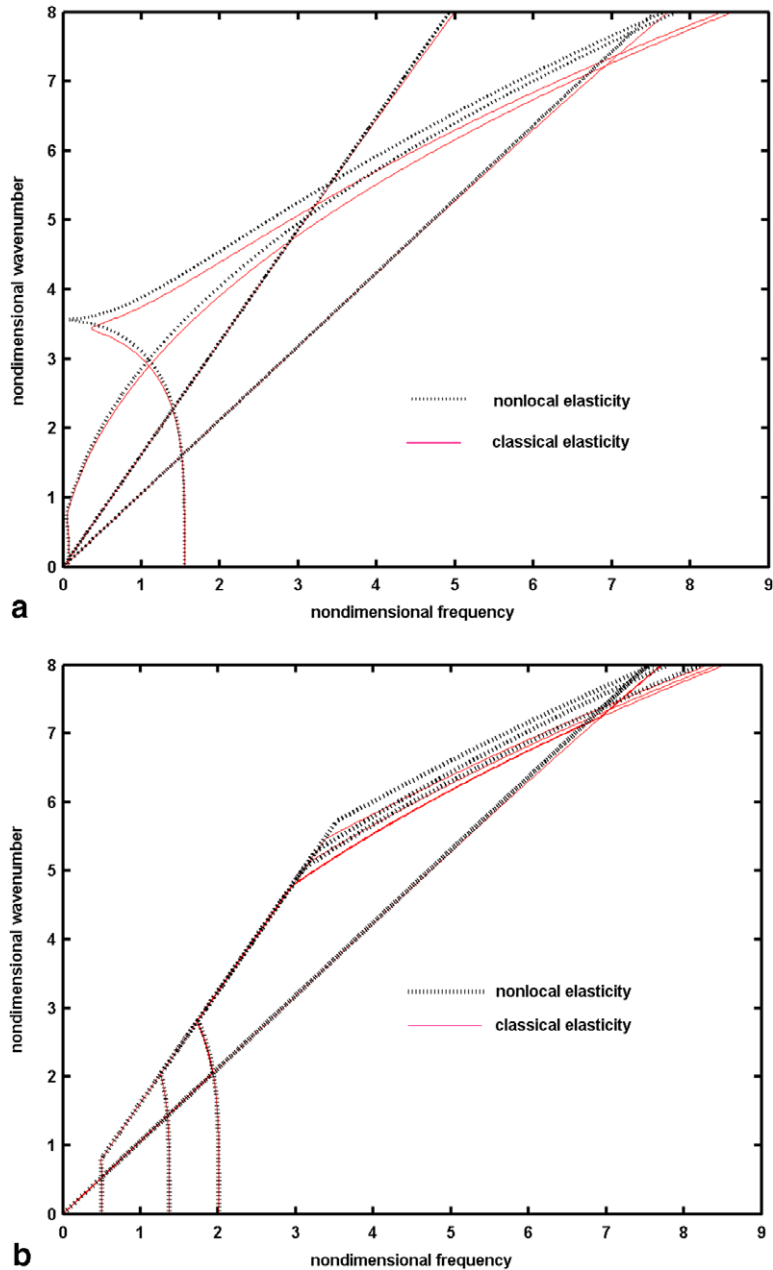 8
7
6
5
4
3
2
1
0
nondimensional wavenumber
nonlocal elasticity
classical elasticity
0 1 2 3 4 5 6 7 8 9
nondimensional frequency
a
8
7
6
5
4
3
2
1
0
nondimensional wavenumber
nonlocal elasticity
classical elasticity
0 1 2 3 4 5 6 7 8 9
nondimensional frequency
b